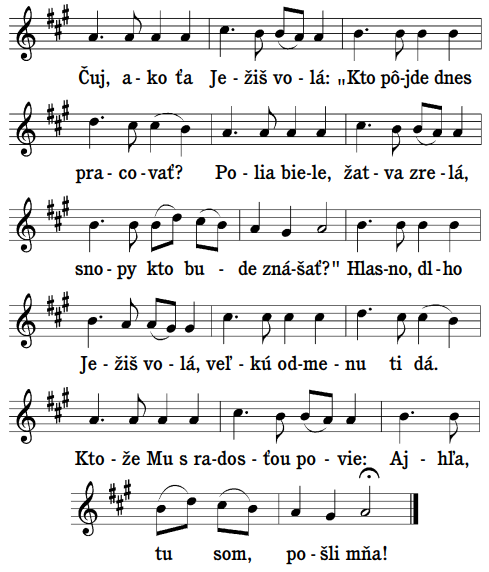 Čuj, a-ko ťa Je-žiš vo-lá: „Kto pôj-de dnes
pra-co-vať? Po-lia bie-le, žat-va zre-lá,
sno-py kto bu-de zná-šať?" Hlas-no, dl-ho
Je-žiš vo-lá, veľ-kú od-me-nu ti dá.
Kto-že Mu s ra-dos-ťou po-vie: Aj-hľa,
tu som, po-šli mňa!